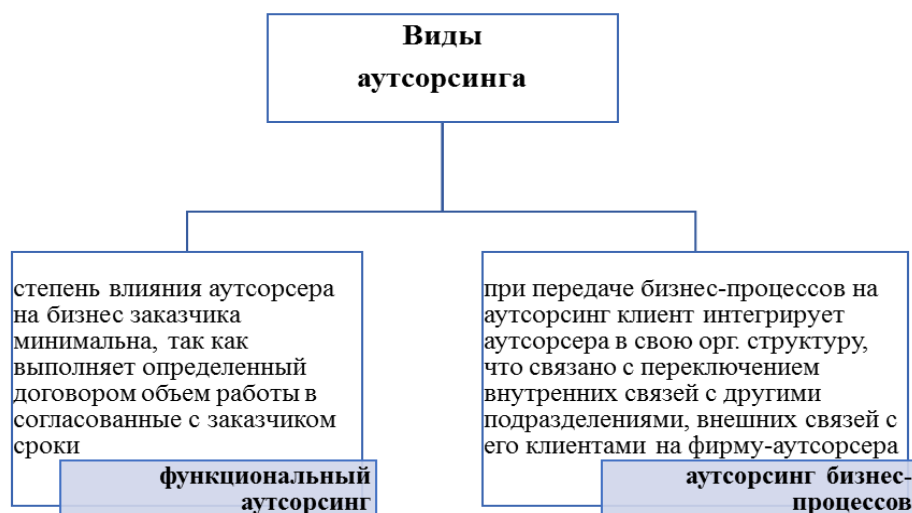 Виды
аутсорсинга
степень влияния аутсорсера
на бизнес заказчика
минимальна, так как
выполняет определенный
договором объем работы в
согласованные с заказчиком
сроки
функциональный
аутсорсинг
при передаче бизнес-процессов на
аутсорсинг клиент интегрирует
аутсорсера в свою орг. структуру,
что связано с переключением
внутренних связей с другими
подразделениями, внешних связей с
его клиентами на фирму-аутсорсера
аутсорсинг бизнес-
процессов